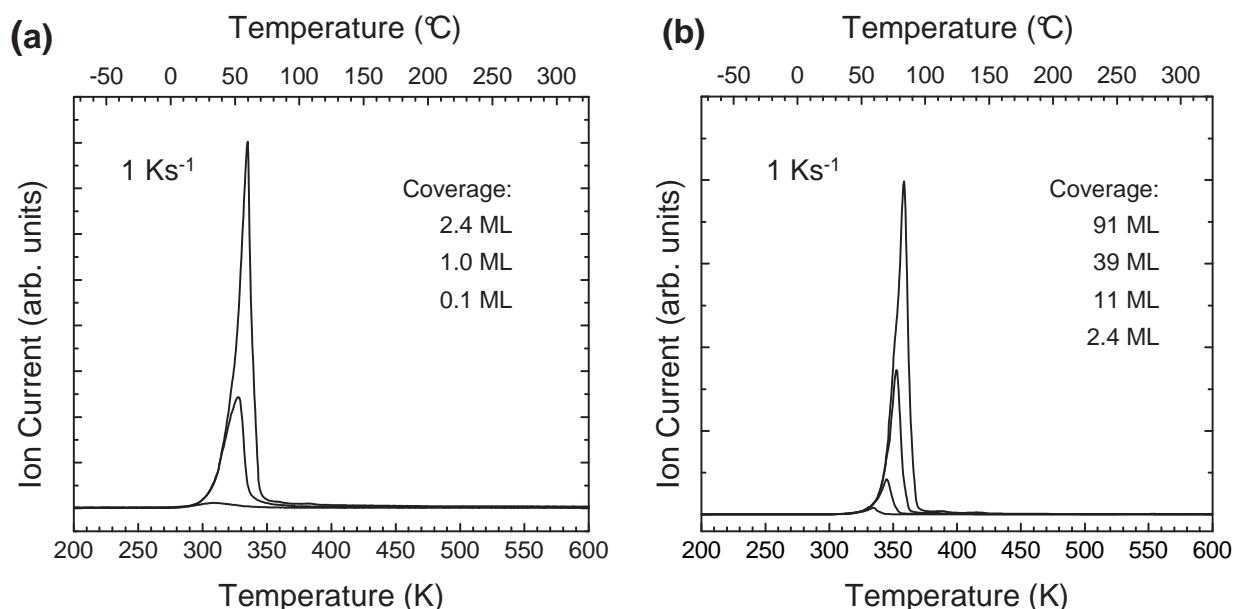 (a)
Temperature (°C)
-50 0 50 100 150 200 250 300
1 Ks-1
Coverage:
2.4 ML
1.0 ML
0.1 ML
Ion Current (arb. units)
200 250 300 350 400 450 500 550 600
Temperature (K)
(b)
Temperature (°C)
-50 0 50 100 150 200 250 300
1 Ks-1
Coverage:
91 ML
39 ML
11 ML
2.4 ML
Ion Current (arb. units)
200 250 300 350 400 450 500 550 600
Temperature (K)